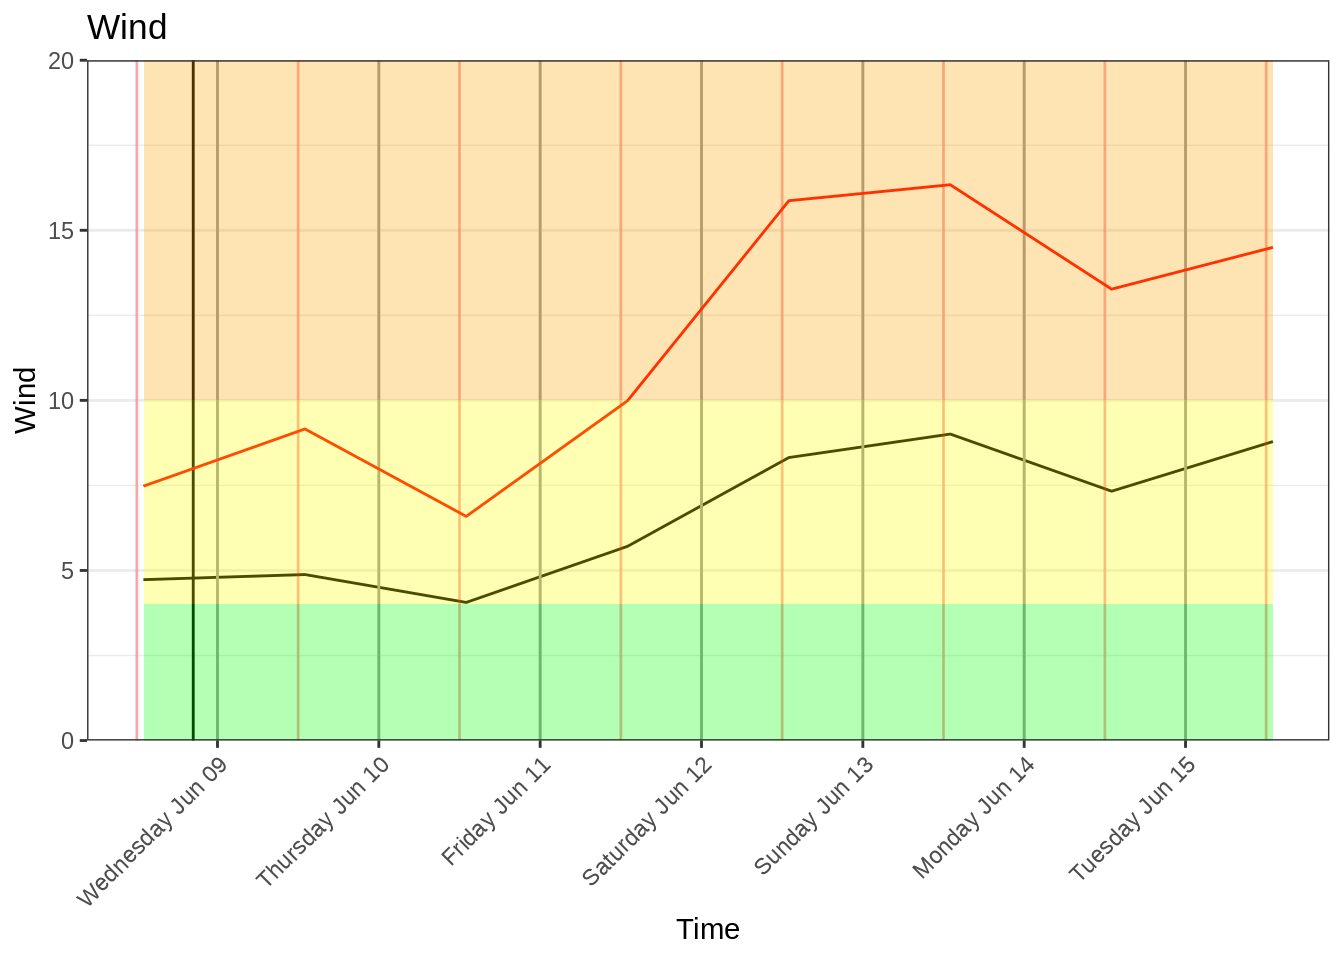 Wind
20
15
10
5
0
Wind
Wednesday Jun 09
Thursday Jun 10
Friday Jun 11
Saturday Jun 12
Sunday Jun 13
Monday Jun 14
Tuesday Jun 15
Time